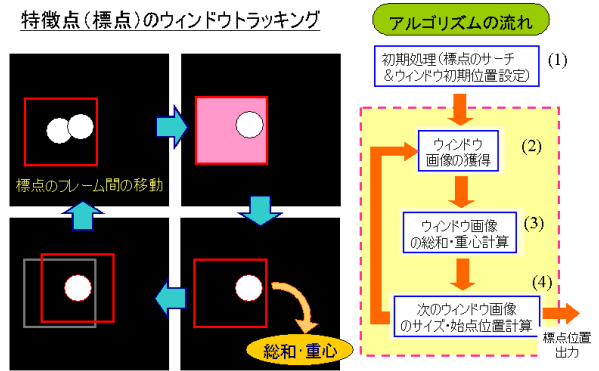 特徴点(標点)のウィンドウトラッキング
標点のフレーム間の移動
総和・重心
アルゴリズムの流れ
初期処理(標点のサーチ
&ウィンドウ初期位置設定)
(1)
ウィンドウ
画像の獲得
(2)
ウィンドウ画像
の総和・重心計算
(3)
次のウィンドウ画像
のサイズ・始点位置計算
(4)
標点位置
出力